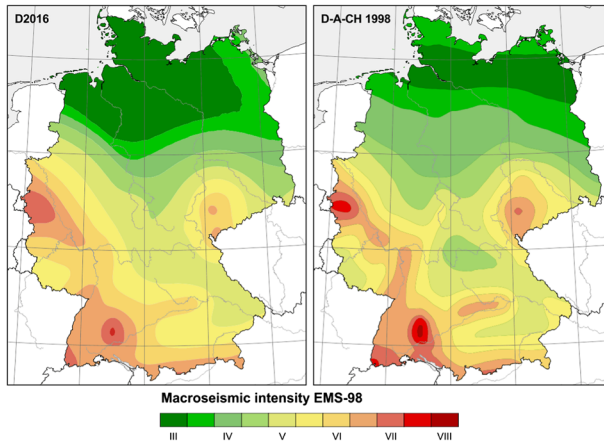 D2016
D-A-CH 1998
Macroseismic intensity EMS-98
III IV V VI VII VIII